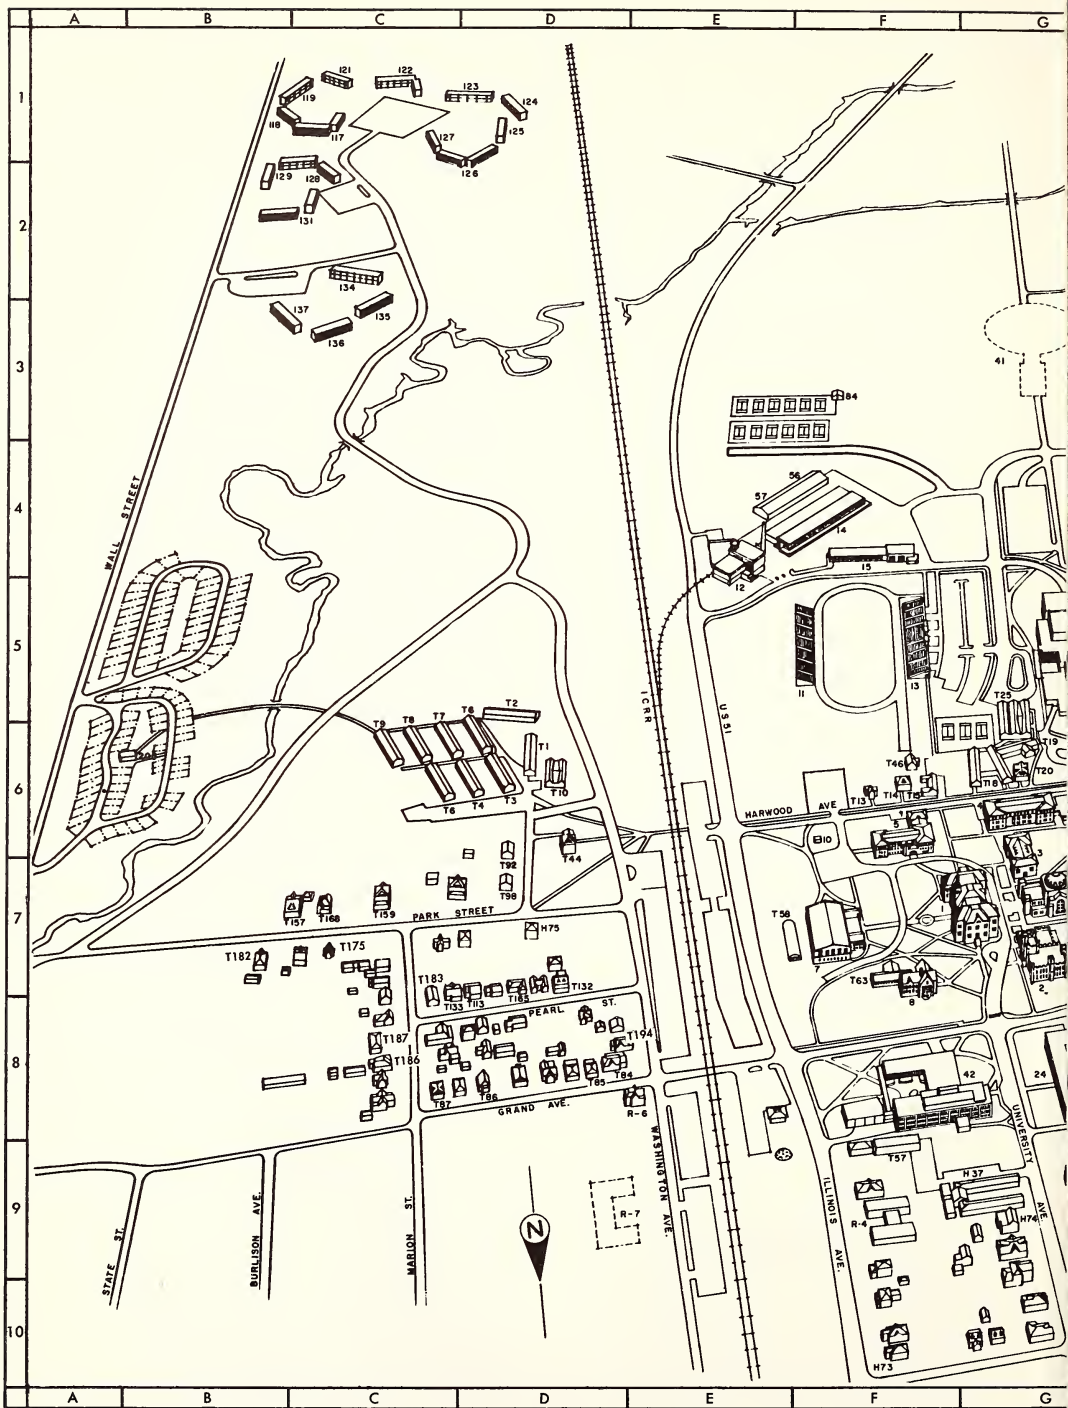 A B C D E F G
1
121
122
119
123
124
118
117
127
125
126
129
128
131
2
134
137
135
136
3
41
84
WALL STREET
4
56
57
14
15
12
5
11
13
T25
ICRR
US 51
T2
T9 T8 T7 T6
T1
T19
T46
T20
6
T10
T18
T13 T14
T6 T4 T3
HARWOOD AVE
10
5
T44
3
T92
T98
1
7
T157 T168 T159
PARK STREET
T58
H75
T182
T175
7
T63
8
2
T183
T133 T113 T165 T132
PEARL ST.
T187
T194
8
T186
42
24
T84
T85
T87 T86
GRAND AVE.
R-6
UNIVERSITY AVE.
T57
WASHINGTON AVE.
H37
9
ILLINOIS AVE.
R-4
H74
R-7
N
STATE ST.
BURLISON AVE.
MARION ST.
10
H73
A B C D E F G